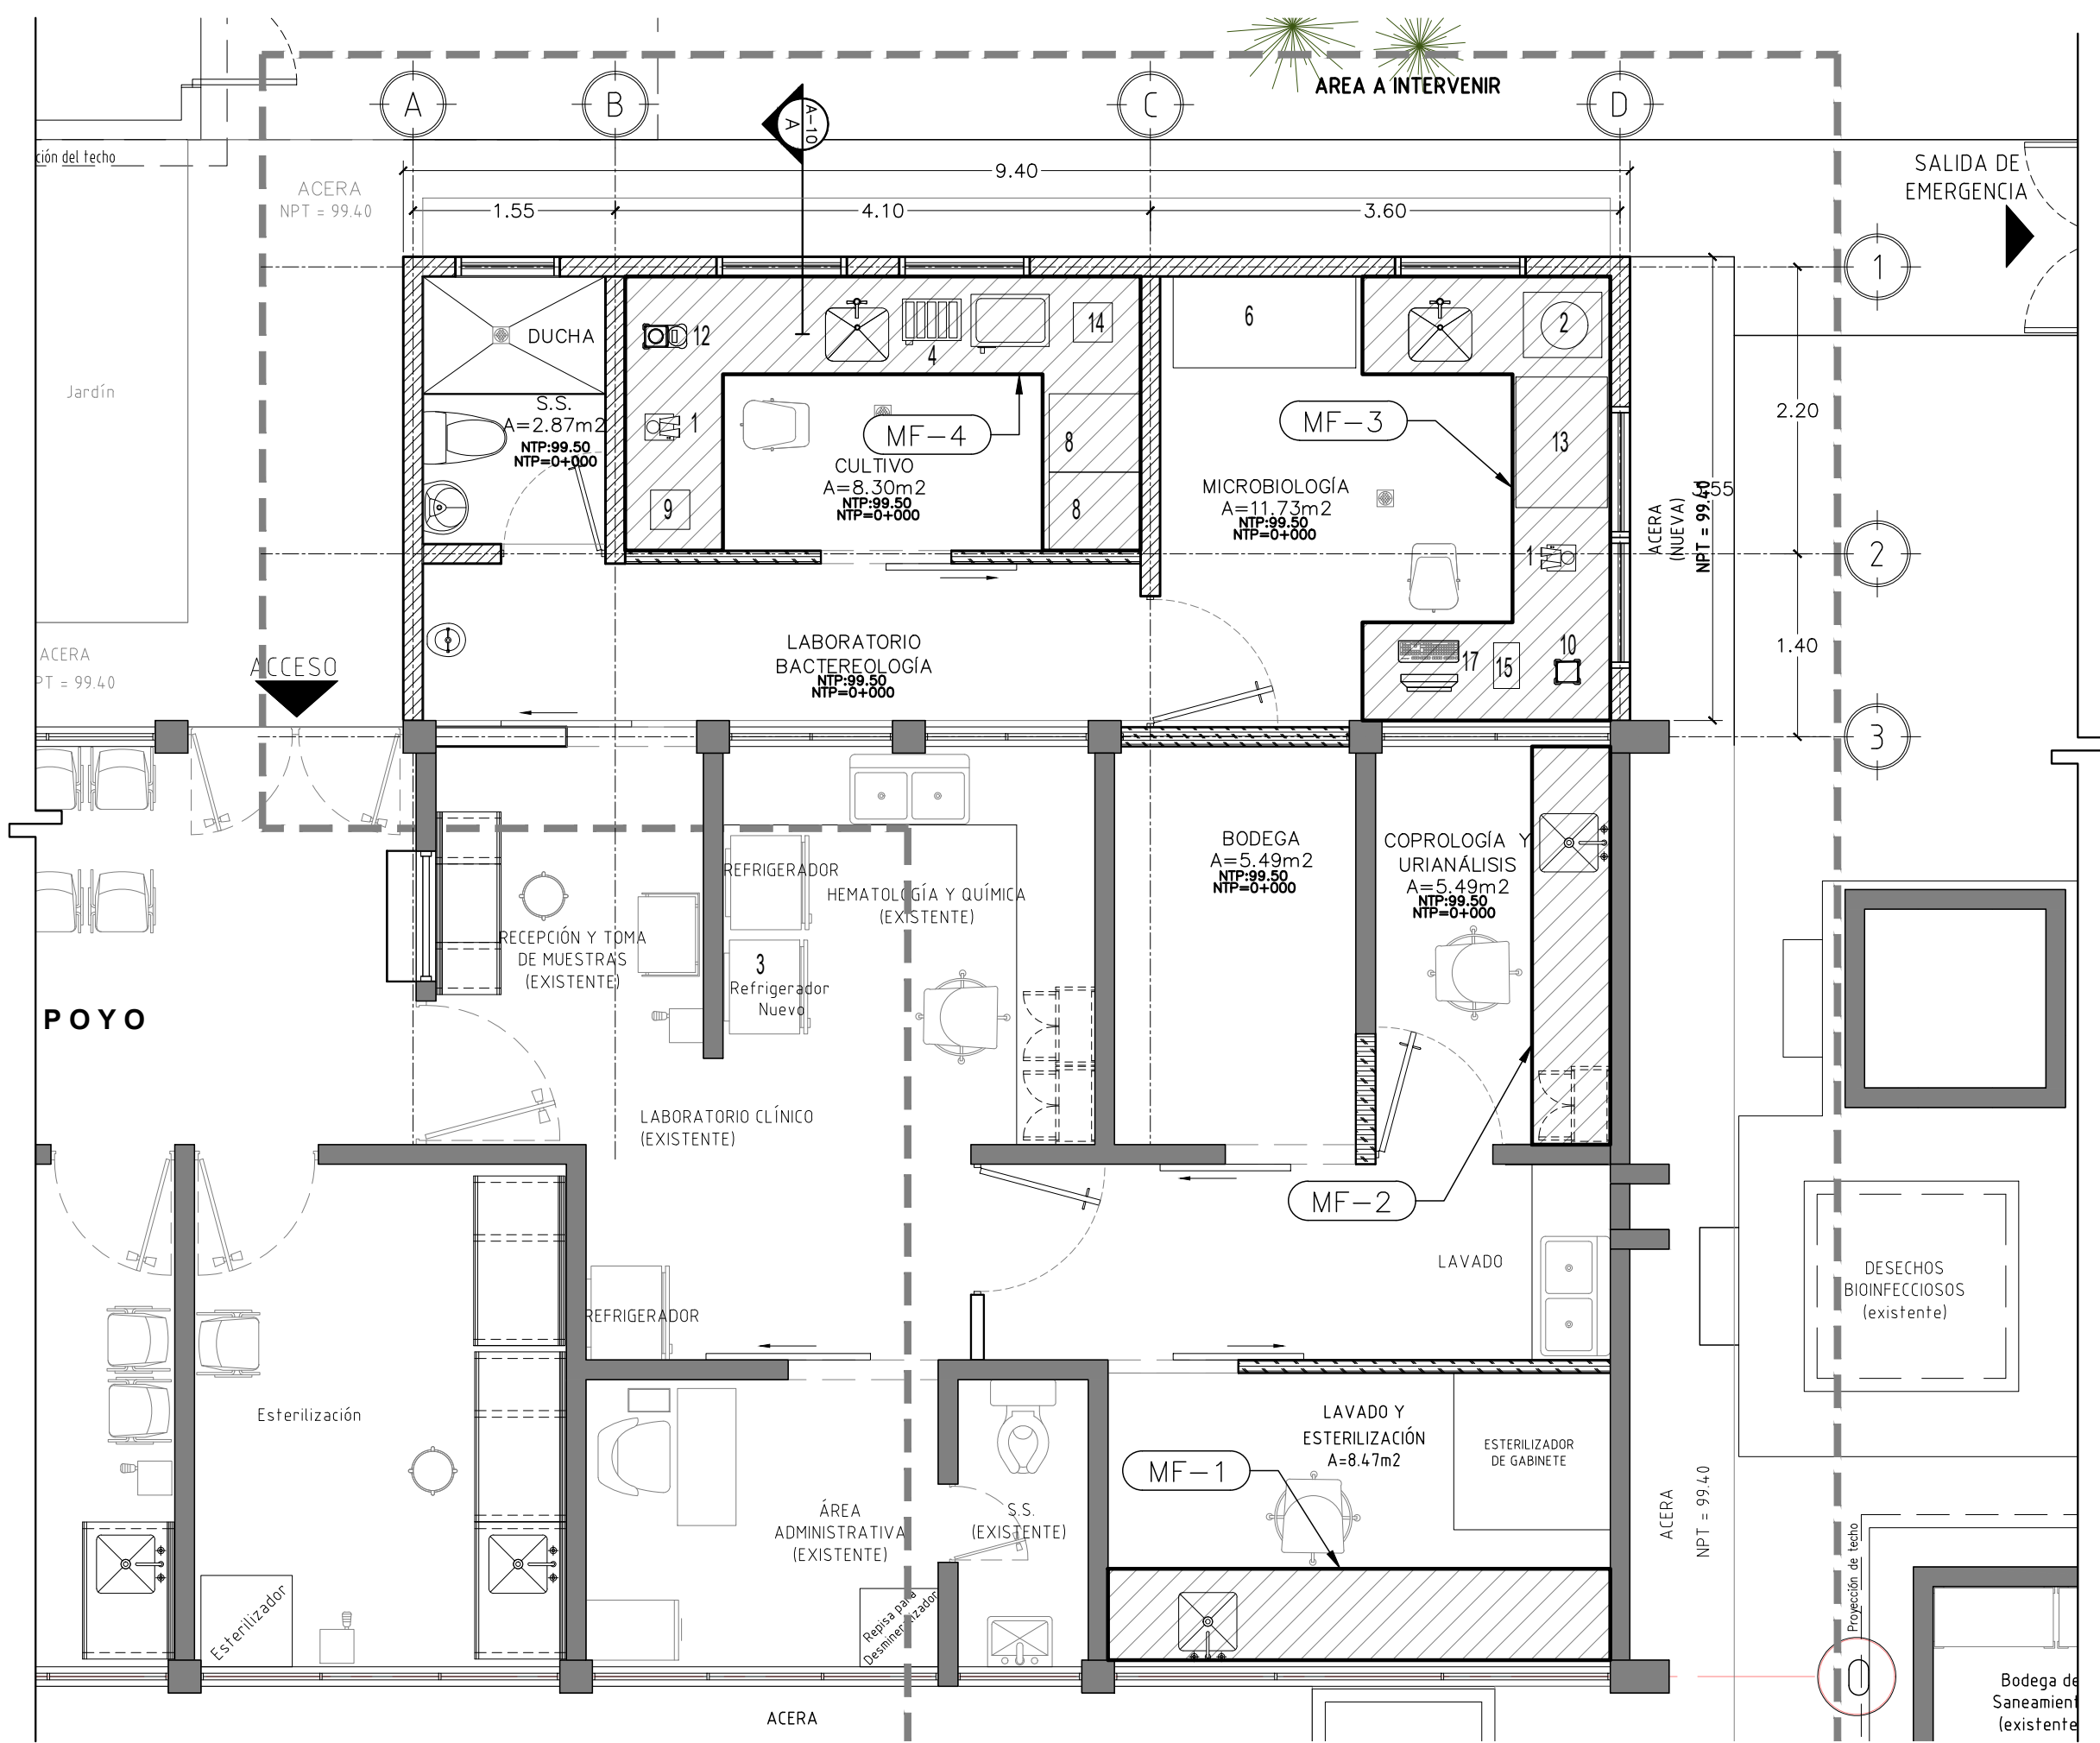 AREA A INTERVENIR
A
B
A-10
A
C
D
ción del techo
ACERA
NPT = 99.40
9.40
SALIDA DE
EMERGENCIA
1.55
4.10
3.60
1
DUCHA
12
4
14
6
2
Jardín
S.S.
A=2.87m2
NTP:99.50
NTP=0+000
1
MF-4
8
MF-3
13
2.20
CULTIVO
A=8.30m2
NTP:99.50
NTP=0+000
9
8
MICROBIOLOGÍA
A=11.73m2
NTP:99.50
NTP=0+000
1
ACERA
(NUEVA)
NPT = 99.40
2
ACERA
PT = 99.40
ACCESO
LABORATORIO
BACTEREOLOGÍA
NTP:99.50
NTP=0+000
17
15
10
1.40
3
REFRIGERADOR
HEMATOLOGÍA Y QUÍMICA
(EXISTENTE)
BODEGA
A=5.49m2
NTP:99.50
NTP=0+000
COPROLOGÍA Y
URIANÁLISIS
A=5.49m2
NTP:99.50
NTP=0+000
RECEPCIÓN Y TOMA
DE MUESTRAS
(EXISTENTE)
3
Refrigerador
Nuevo
POYO
LABORATORIO CLÍNICO
(EXISTENTE)
MF-2
LAVADO
DESECHOS
BIOINFECCIOSOS
(existente)
REFRIGERADOR
Esterilización
LAVADO Y
ESTERILIZACIÓN
A=8.47m2
ESTERILIZADOR
DE GABINETE
MF-1
ÁREA
ADMINISTRATIVA
(EXISTENTE)
S.S.
(EXISTENTE)
ACERA
NPT = 99.40
Esterilizador
Repisa para
Desmineralizador
Proyección de techo
O
Bodega de
Saneamient
(existente
ACERA